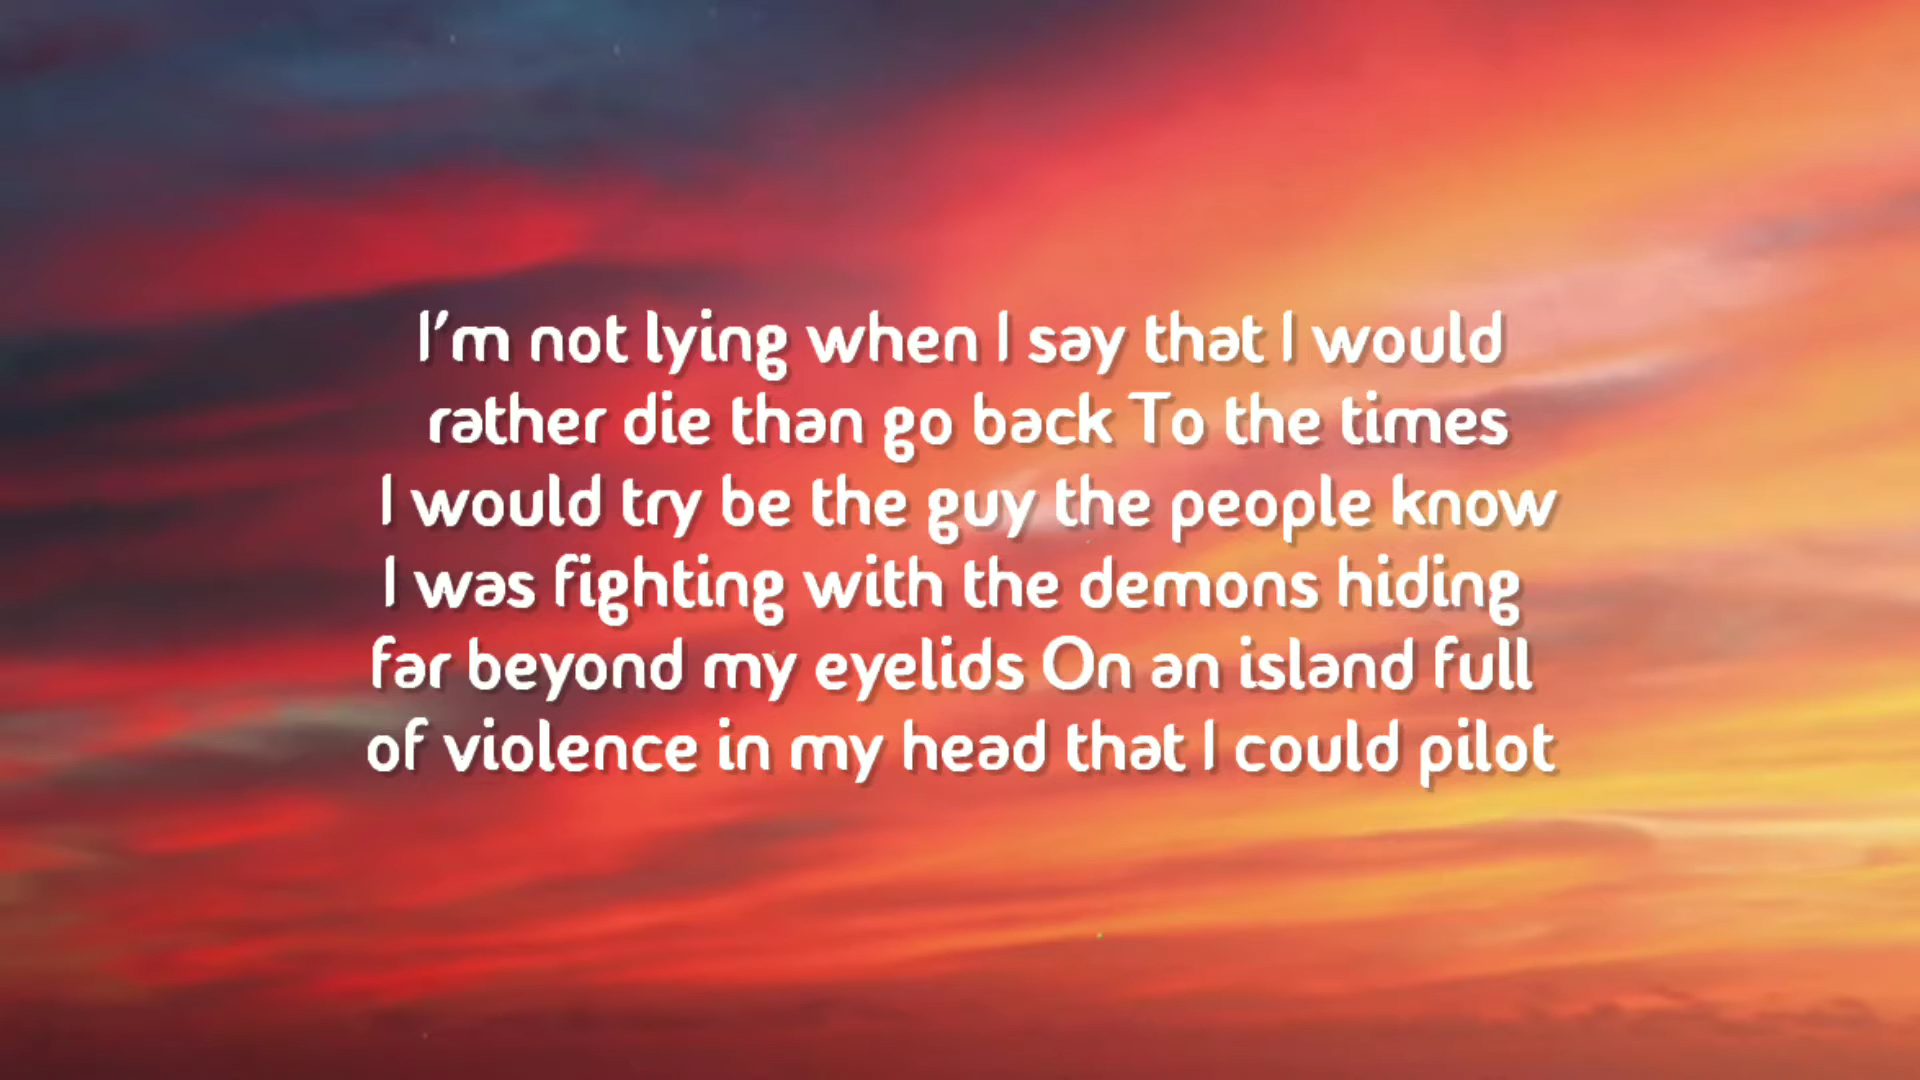 I'm not lying when I say that I would
rather die than go back To the times
I would try be the guy the people know
I was fighting with the demons hiding
far beyond my eyelids On an island full
of violence in my head that I could pilot